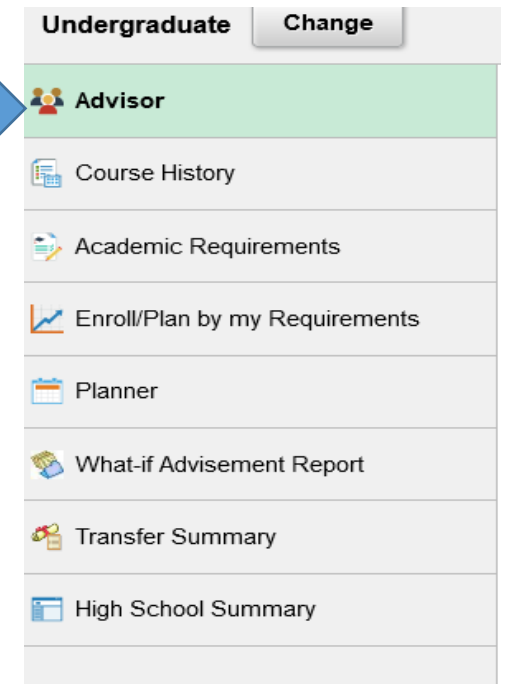 Undergraduate Change
Advisor
Course History
Academic Requirements
Enroll/Plan by my Requirements
Planner
What-if Advisement Report
Transfer Summary
High School Summary